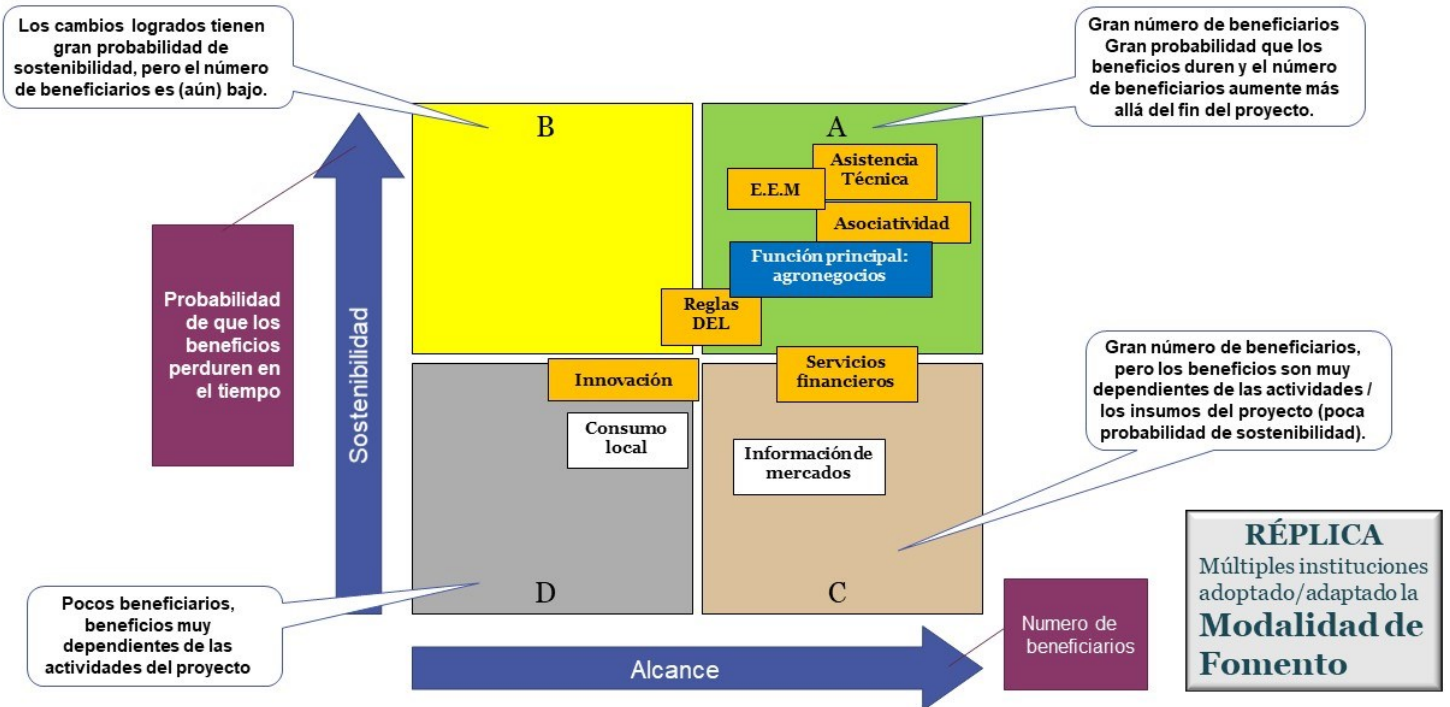 Los cambios logrados tienen
gran probabilidad de
sostenibilidad, pero el número
de beneficiarios es (aún) bajo.
Gran número de beneficiarios
Gran probabilidad que los
beneficios duren y el número
de beneficiarios aumente más
allá del fin del proyecto.
B
A
Asistencia
Técnica
E.E.M
Asociatividad
Función principal:
agronegocios
Reglas
DEL
Probabilidad
de que los
beneficios
perduren en
el tiempo
Sostenibilidad
Servicios
financieros
Innovación
Consumo
local
Información de
mercados
Gran número de beneficiarios,
pero los beneficios son muy
dependientes de las actividades /
los insumos del proyecto (poca
probabilidad de sostenibilidad).
D
C
Pocos beneficiarios,
beneficios muy
dependientes de las
actividades del proyecto
Alcance
Numero de
beneficiarios
RÉPLICA
Múltiples instituciones
adoptado/adaptado la
Modalidad de
Fomento